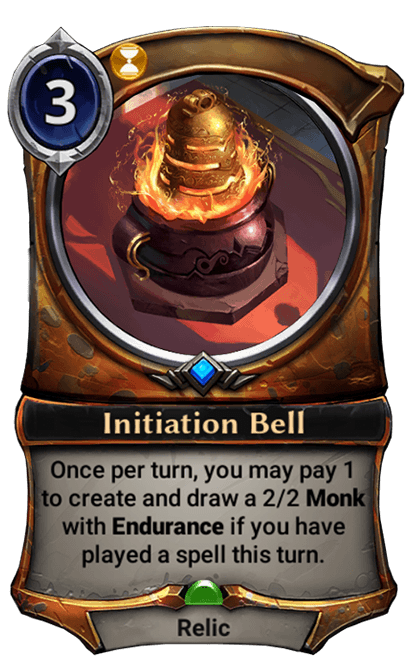 3
Initiation Bell
Once per turn, you may pay 1
to create and draw a 2/2 Monk
with Endurance if you have
played a spell this turn.
Relic